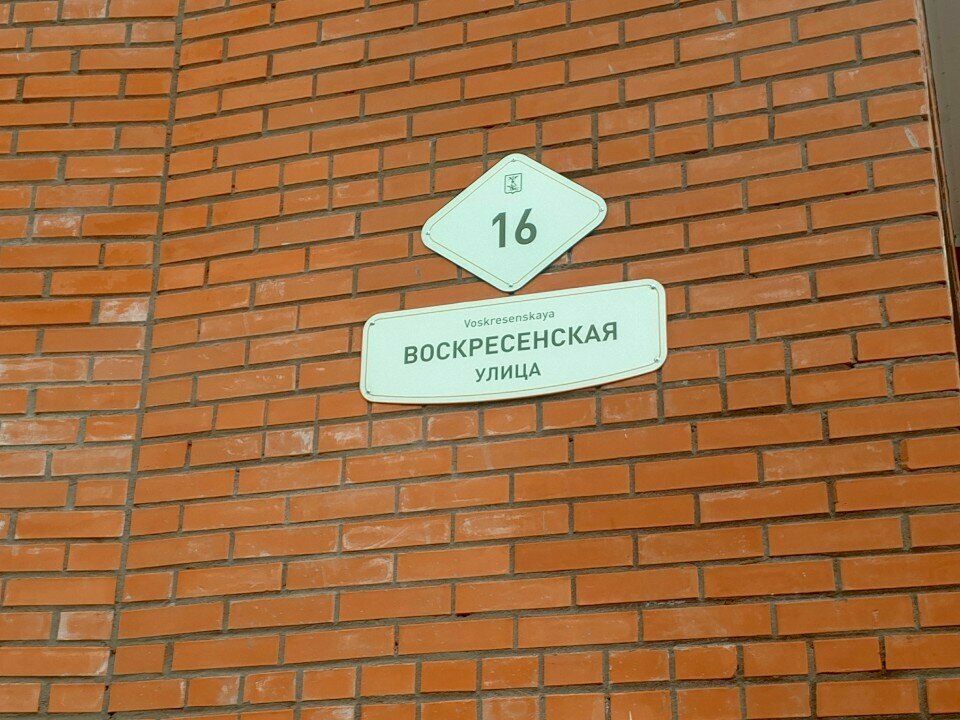 16
Voskresenskaya
ВОСКРЕСЕНСКАЯ
УЛИЦА